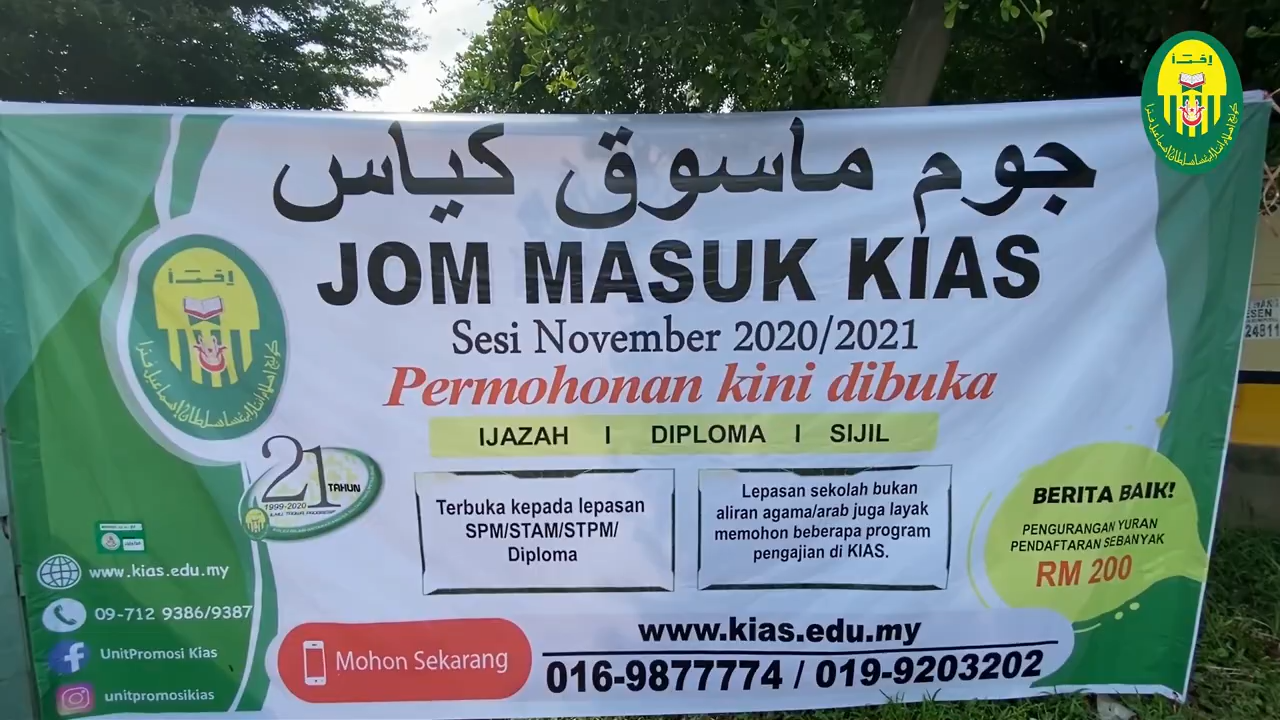 جوم ماسوق كياس
JOM MASUK KIAS
Sesi November 2020/2021
Permohonan kini dibuka
IJAZAH I DIPLOMA I SIJIL
Terbuka kepada lepasan
SPM/STAM/STPM/
Diploma
Lepasan sekolah bukan
aliran agama/arab juga layak
memohon beberapa program
pengajian di KIAS.
BERITA BAIK!
PENGURANGAN YURAN
PENDAFTARAN SEBANYAK
RM 200
إقرأ
21
TAHUN
1999-2020
www.kias.edu.my
09-712 9386/9387
UnitPromosi Kias
unitpromosikias
Mohon Sekarang
www.kias.edu.my
016-9877774 / 019-9203202
إقرأ
24811